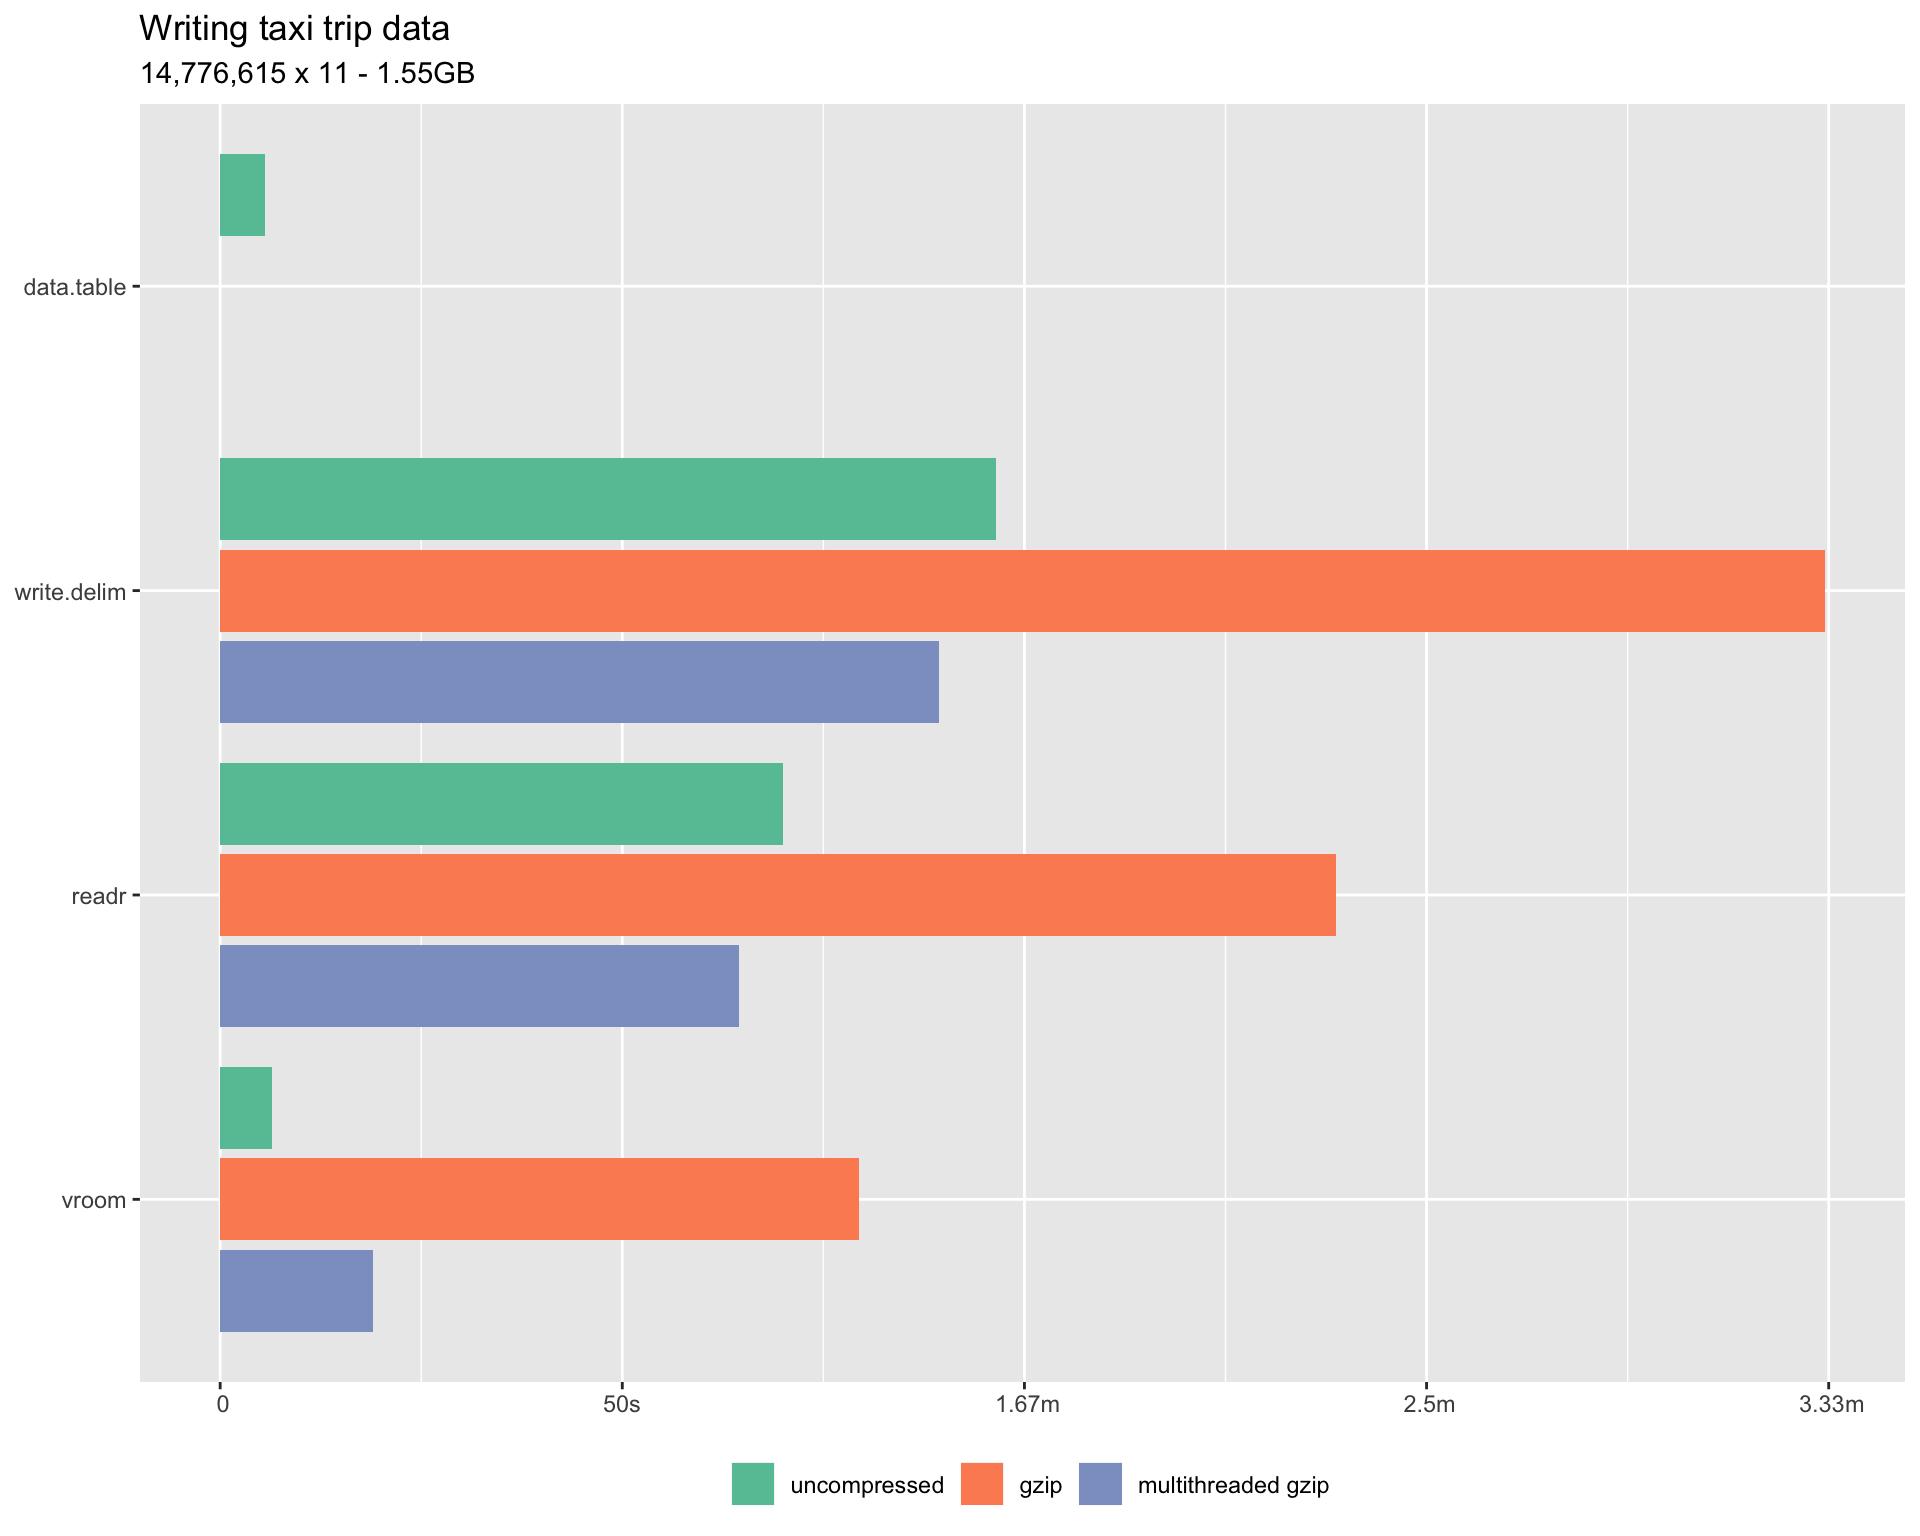 Writing taxi trip data
14,776,615 x 11 - 1.55GB
data.table
write.delim
readr
vroom
0 50s 1.67m 2.5m 3.33m
uncompressed gzip multithreaded gzip